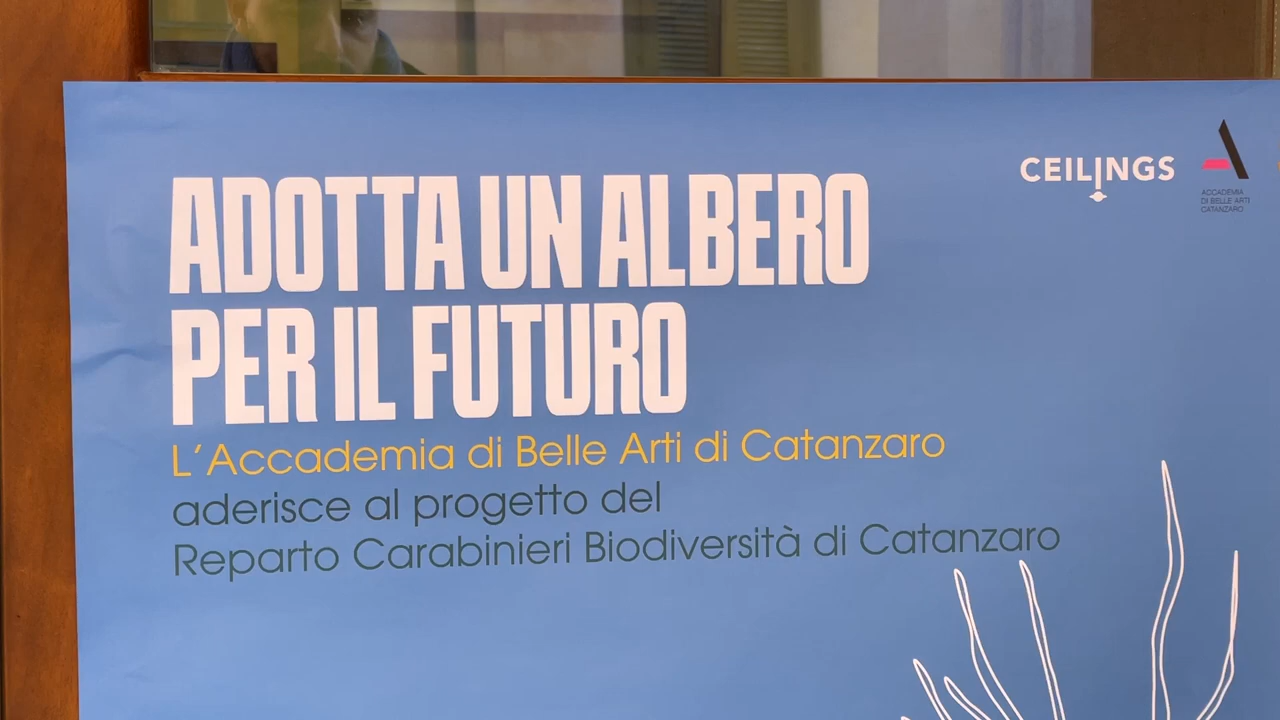 CEILINGS
ACCADEMIA
DI BELLE ARTI
CATANZARO
ADOTTA UN ALBERO
PER IL FUTURO
L'Accademia di Belle Arti di Catanzaro
aderisce al progetto del
Reparto Carabinieri Biodiversità di Catanzaro